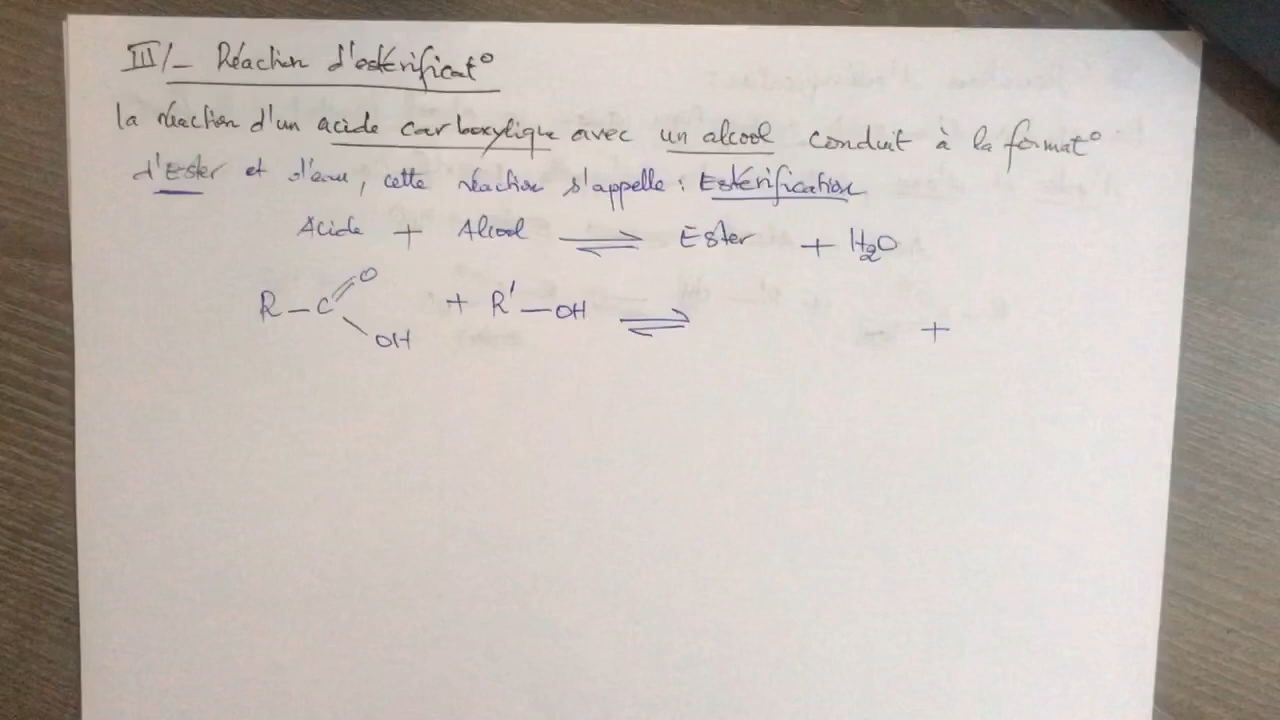 III/- Réaction d'estérificat°
la réaction d'un acide carboxylique avec un alcool conduit à la format°
d'Ester et d'eau, cette réaction s'appelle : Estérification
Acide + Alcool ⇌ Ester + H2O
R-C=O + R'-OH ⇌ +
OH